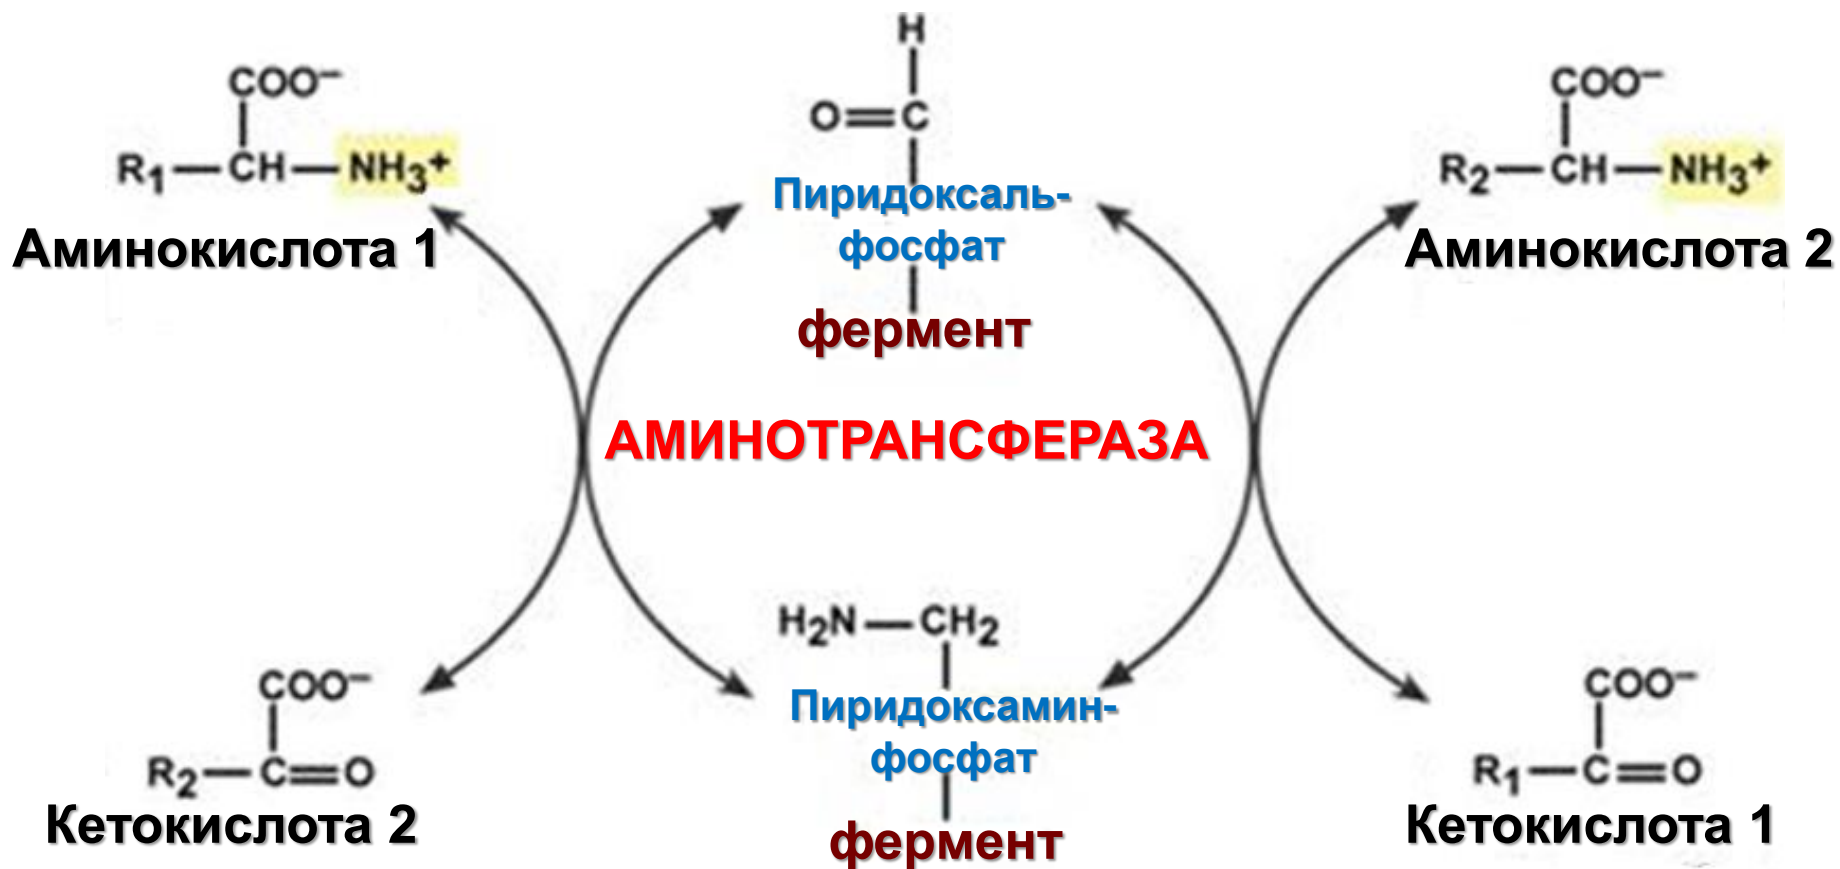 COO⁻
R₁—CH—NH₃⁺
Аминокислота 1
H
O=C
Пиридоксаль-
фосфат
фермент
COO⁻
R₂—CH—NH₃⁺
Аминокислота 2
АМИНОТРАНСФЕРАЗА
COO⁻
R₂—C=O
Кетокислота 2
H₂N—CH₂
Пиридоксамин-
фосфат
фермент
COO⁻
R₁—C=O
Кетокислота 1